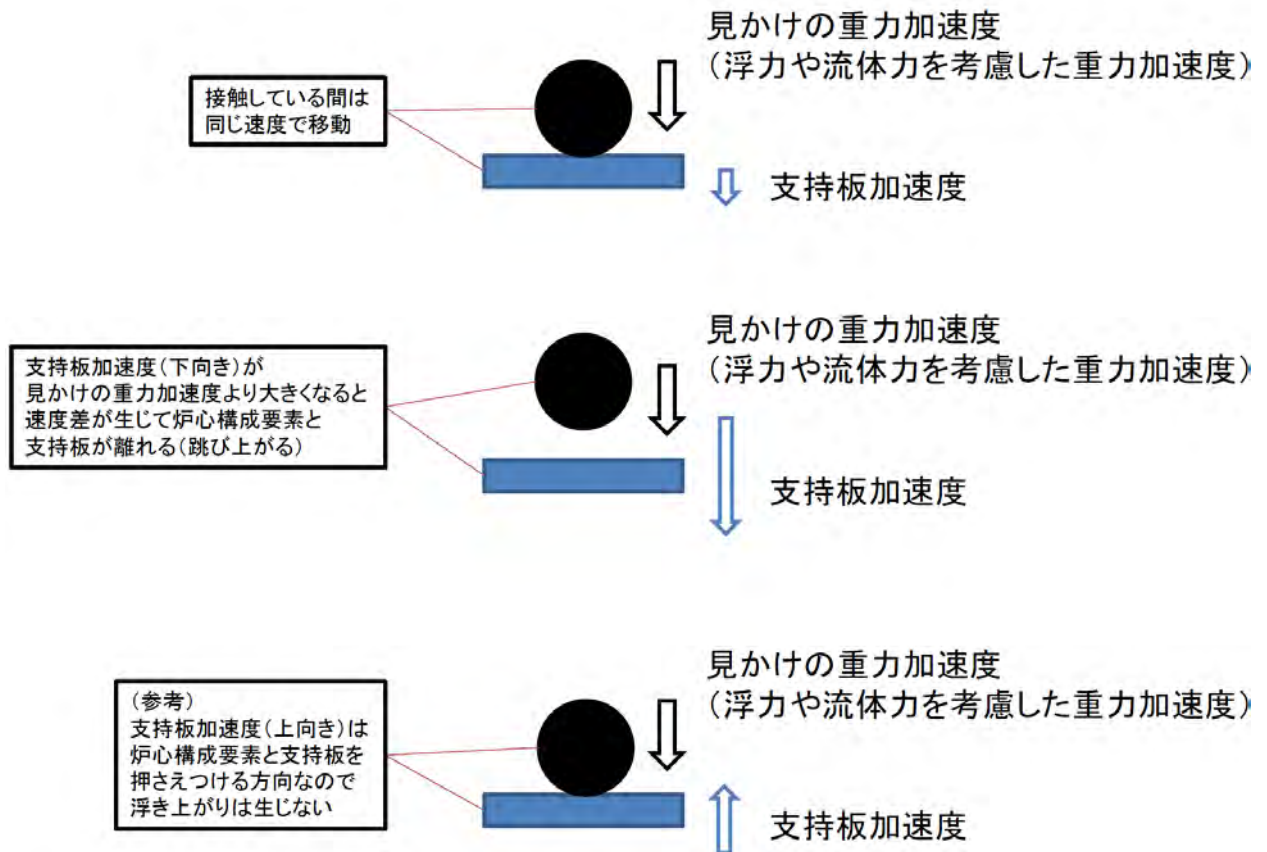 見かけの重力加速度
(浮力や流体力を考慮した重力加速度)
接触している間は
同じ速度で移動
支持板加速度
見かけの重力加速度
(浮力や流体力を考慮した重力加速度)
支持板加速度(下向き)が
見かけの重力加速度より大きくなると
速度差が生じて炉心構成要素と
支持板が離れる(跳び上がる)
支持板加速度
見かけの重力加速度
(浮力や流体力を考慮した重力加速度)
(参考)
支持板加速度(上向き)は
炉心構成要素と支持板を
押さえつける方向なので
浮き上がりは生じない
支持板加速度